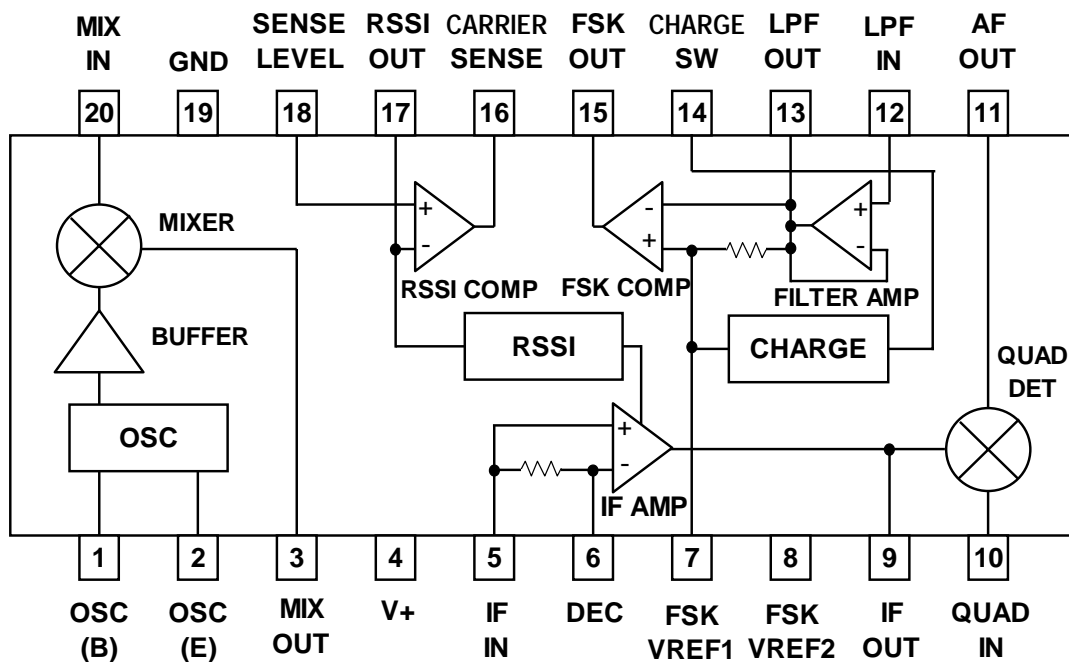 MIX IN
GND
SENSE LEVEL
RSSI OUT
CARRIER SENSE
FSK OUT
CHARGE SW
LPF OUT
LPF IN
AF OUT
20
19
18
17
16
15
14
13
12
11
MIXER
+
-
RSSI COMP
-
+
FSK COMP
+
-
FILTER AMP
BUFFER
RSSI
CHARGE
QUAD DET
OSC
+
-
IF AMP
1
2
3
4
5
6
7
8
9
10
OSC (B)
OSC (E)
MIX OUT
V+
IF IN
DEC
FSK VREF1
FSK VREF2
IF OUT
QUAD IN